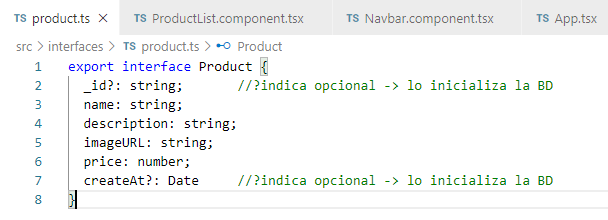 TS product.ts × TS ProductList.component.tsx TS Navbar.component.tsx TS App.tsx
src > interfaces > TS product.ts > Product
1 export interface Product {
2 _id?: string; //?indica opcional -> lo inicializa la BD
3 name: string;
4 description: string;
5 imageURL: string;
6 price: number;
7 createAt?: Date //?indica opcional -> lo inicializa la BD
8 }